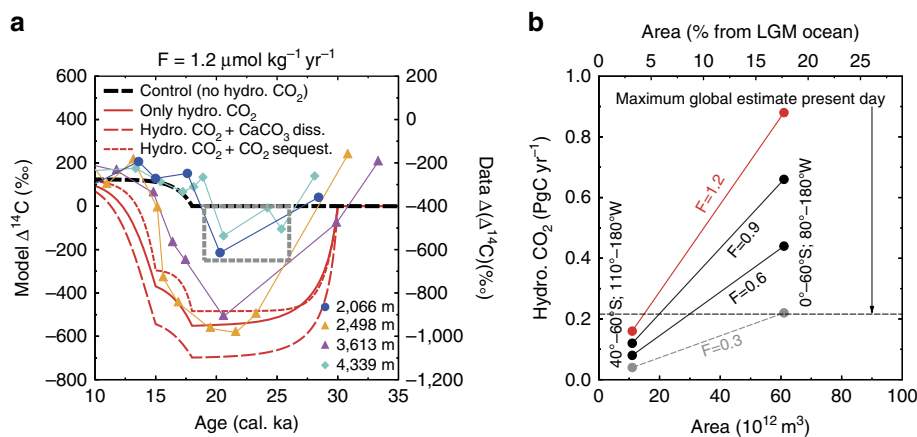 a
F = 1.2 μmol kg⁻¹ yr⁻¹
600
400
200
0
−200
−400
−600
−800
Model Δ¹⁴C (‰)
Control (no hydro. CO₂)
Only hydro. CO₂
Hydro. CO₂ + CaCO₃ diss.
Hydro. CO₂ + CO₂ sequest.
2,066 m
2,498 m
3,613 m
4,339 m
200
0
−200
−400
−600
−800
−1,000
−1,200
Data Δ(Δ¹⁴C)(‰)
10 15 20 25 30 35
Age (cal. ka)
b
Area (% from LGM ocean)
0 5 10 15 20 25
1.0
0.8
0.6
0.4
0.2
0.0
Hydro. CO₂ (PgC yr⁻¹)
Maximum global estimate present day
F=1.2
F=0.9
F=0.6
F=0.3
40°−60°S; 110°−180°W
0°−60°S; 80°−180°W
0 20 40 60 80 100
Area (10¹² m³)